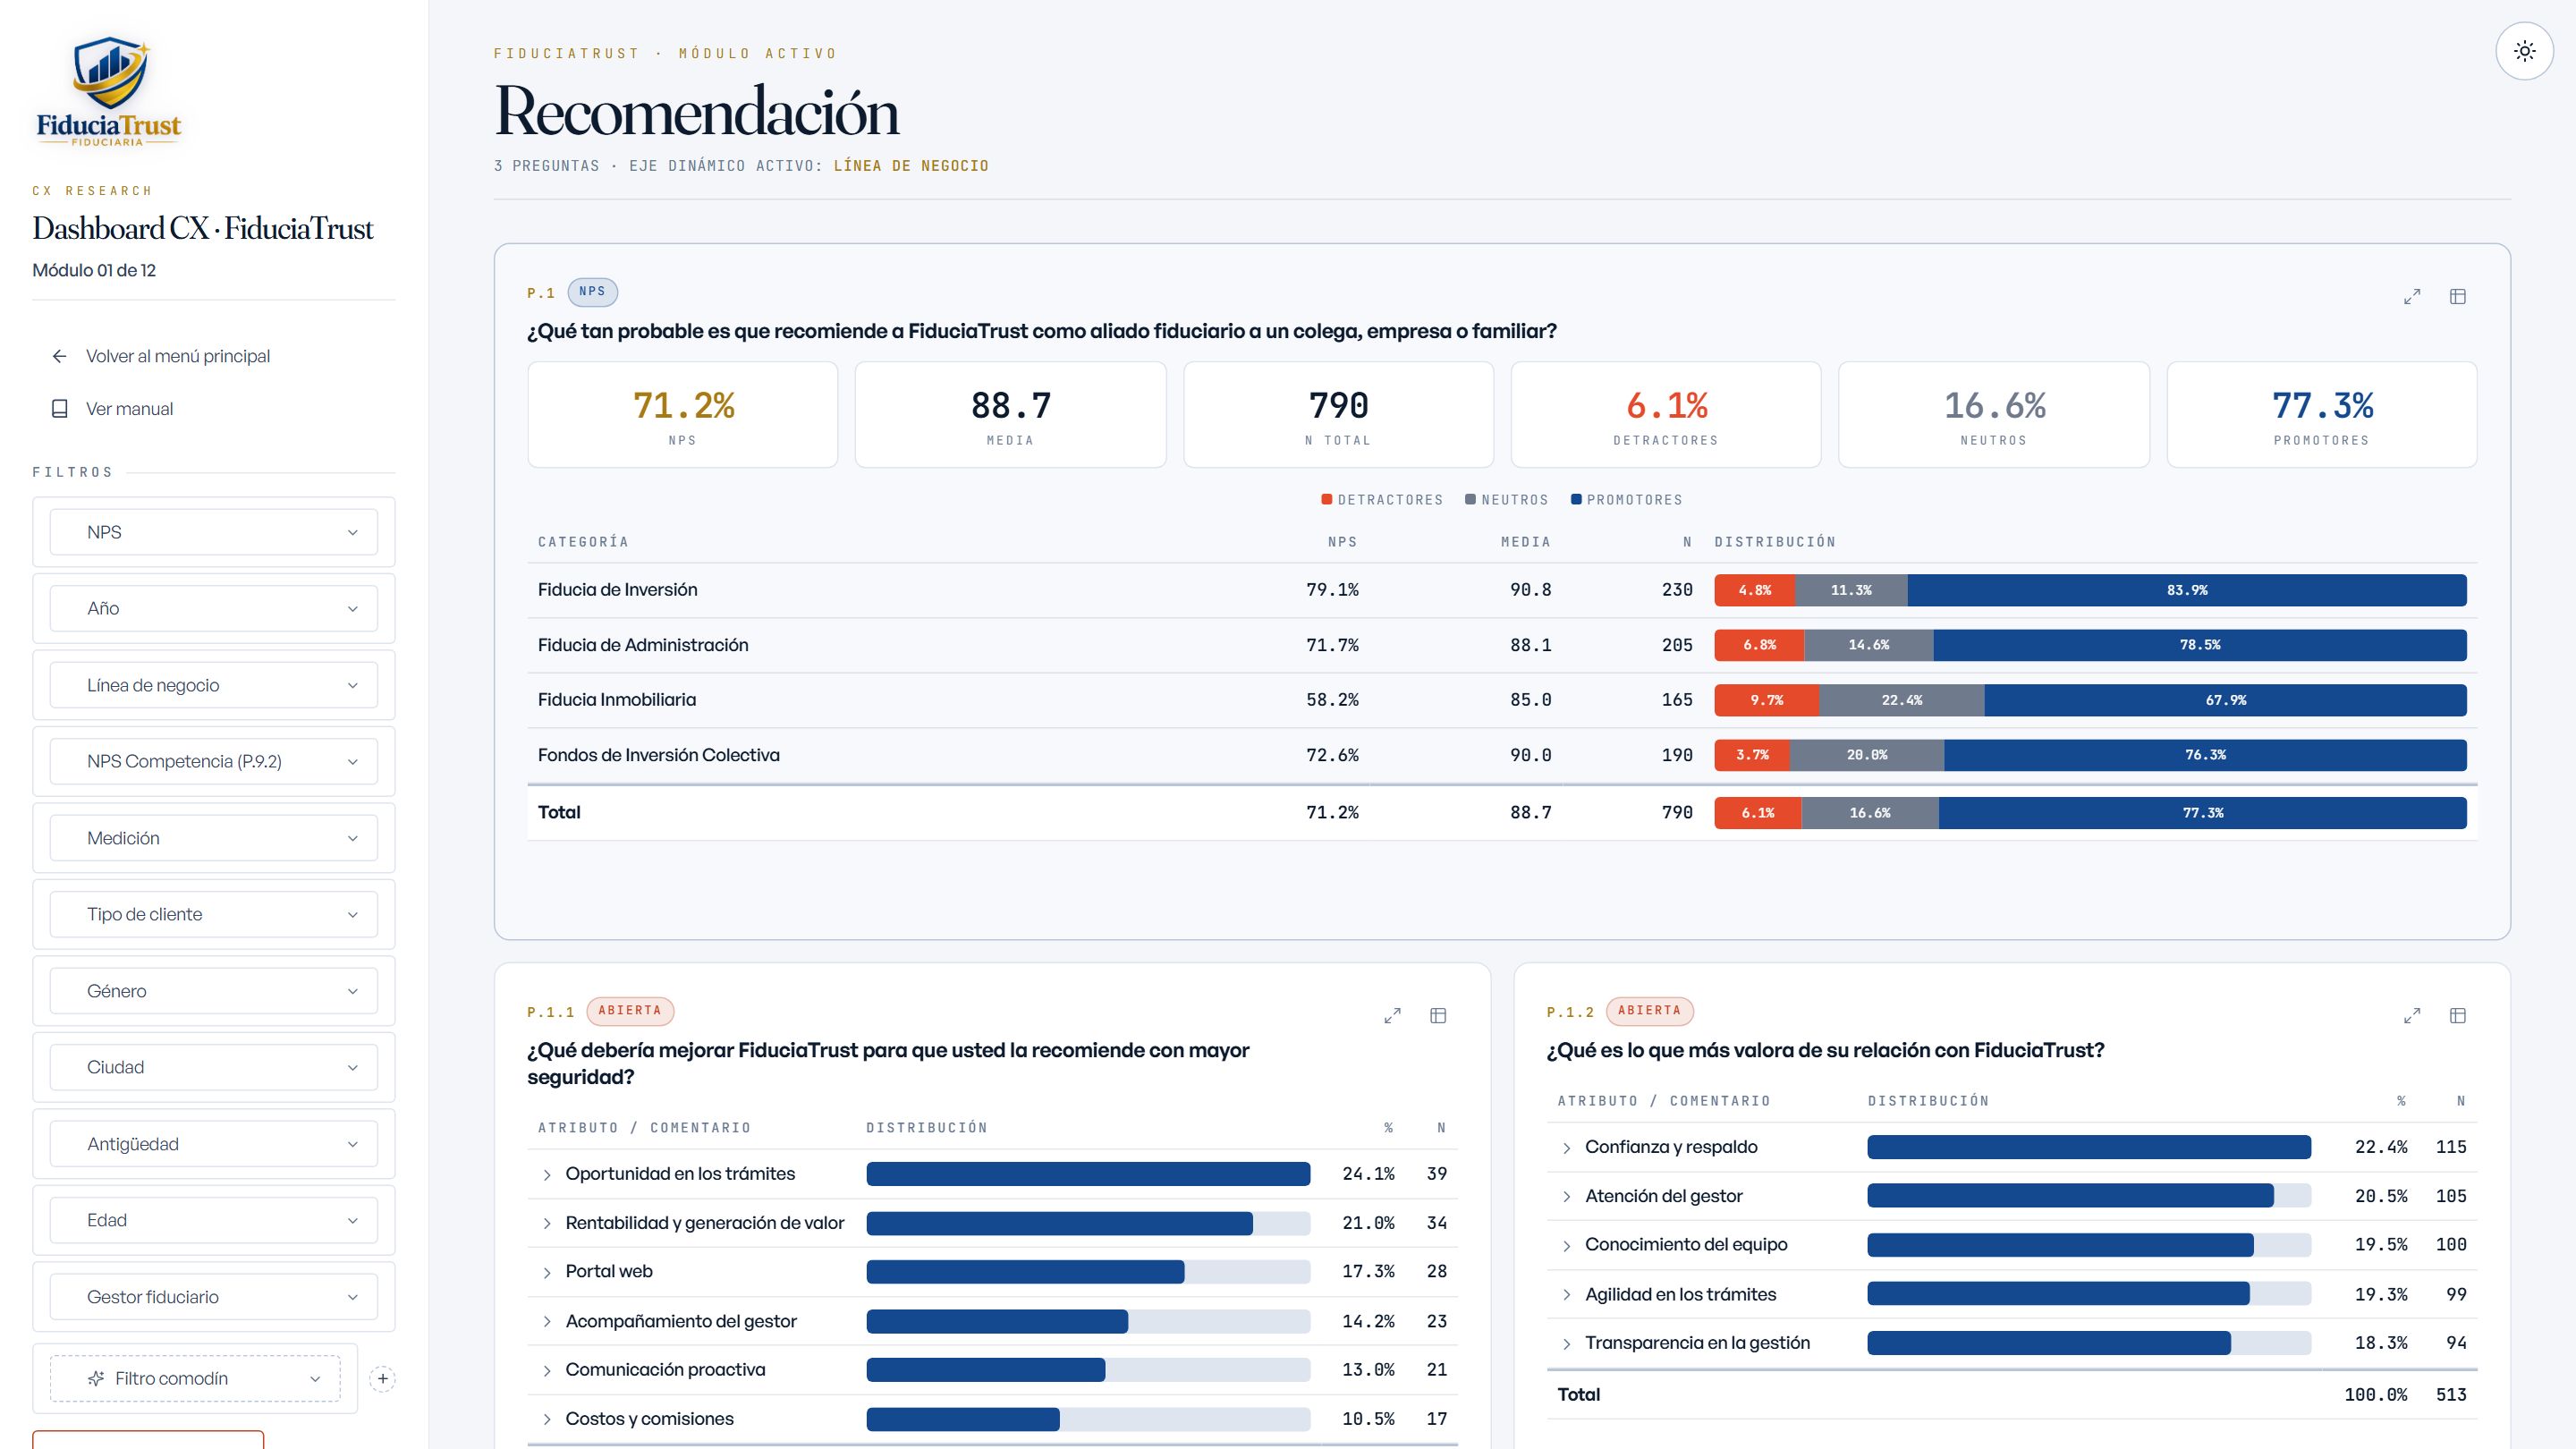 FiduciaTrust
FIDUCIARIA
CX RESEARCH
Dashboard CX · FiduciaTrust
Módulo 01 de 12
Volver al menú principal
Ver manual
FILTROS
NPS
Año
Línea de negocio
NPS Competencia (P.9.2)
Medición
Tipo de cliente
Género
Ciudad
Antigüedad
Edad
Gestor fiduciario
Filtro comodín
+
FIDUCIATRUST · MÓDULO ACTIVO
Recomendación
3 PREGUNTAS · EJE DINÁMICO ACTIVO: LÍNEA DE NEGOCIO
P.1 NPS
¿Qué tan probable es que recomiende a FiduciaTrust como aliado fiduciario a un colega, empresa o familiar?
71.2% 88.7 790 6.1% 16.6% 77.3%
NPS MEDIA N TOTAL DETRACTORES NEUTROS PROMOTORES
DETRACTORES NEUTROS PROMOTORES
CATEGORÍA NPS MEDIA N DISTRIBUCIÓN
Fiducia de Inversión 79.1% 90.8 230 4.8% 11.3% 83.9%
Fiducia de Administración 71.7% 88.1 205 6.8% 14.6% 78.5%
Fiducia Inmobiliaria 58.2% 85.0 165 9.7% 22.4% 67.9%
Fondos de Inversión Colectiva 72.6% 90.0 190 3.7% 20.0% 76.3%
Total 71.2% 88.7 790 6.1% 16.6% 77.3%
P.1.1 ABIERTA
¿Qué debería mejorar FiduciaTrust para que usted la recomiende con mayor
seguridad?
ATRIBUTO / COMENTARIO DISTRIBUCIÓN % N
Oportunidad en los trámites 24.1% 39
Rentabilidad y generación de valor 21.0% 34
Portal web 17.3% 28
Acompañamiento del gestor 14.2% 23
Comunicación proactiva 13.0% 21
Costos y comisiones 10.5% 17
P.1.2 ABIERTA
¿Qué es lo que más valora de su relación con FiduciaTrust?
ATRIBUTO / COMENTARIO DISTRIBUCIÓN % N
Confianza y respaldo 22.4% 115
Atención del gestor 20.5% 105
Conocimiento del equipo 19.5% 100
Agilidad en los trámites 19.3% 99
Transparencia en la gestión 18.3% 94
Total 100.0% 513